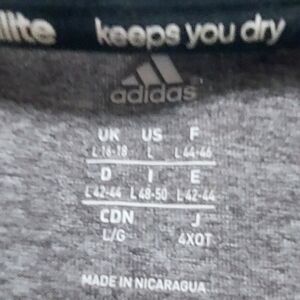 lite keeps you dry
adidas
UK US F
L 16-18 L L 44-46
D I E
L 42-44 L 48-50 L 42-44
CDN J
L/G 4XOT
MADE IN NICARAGUA